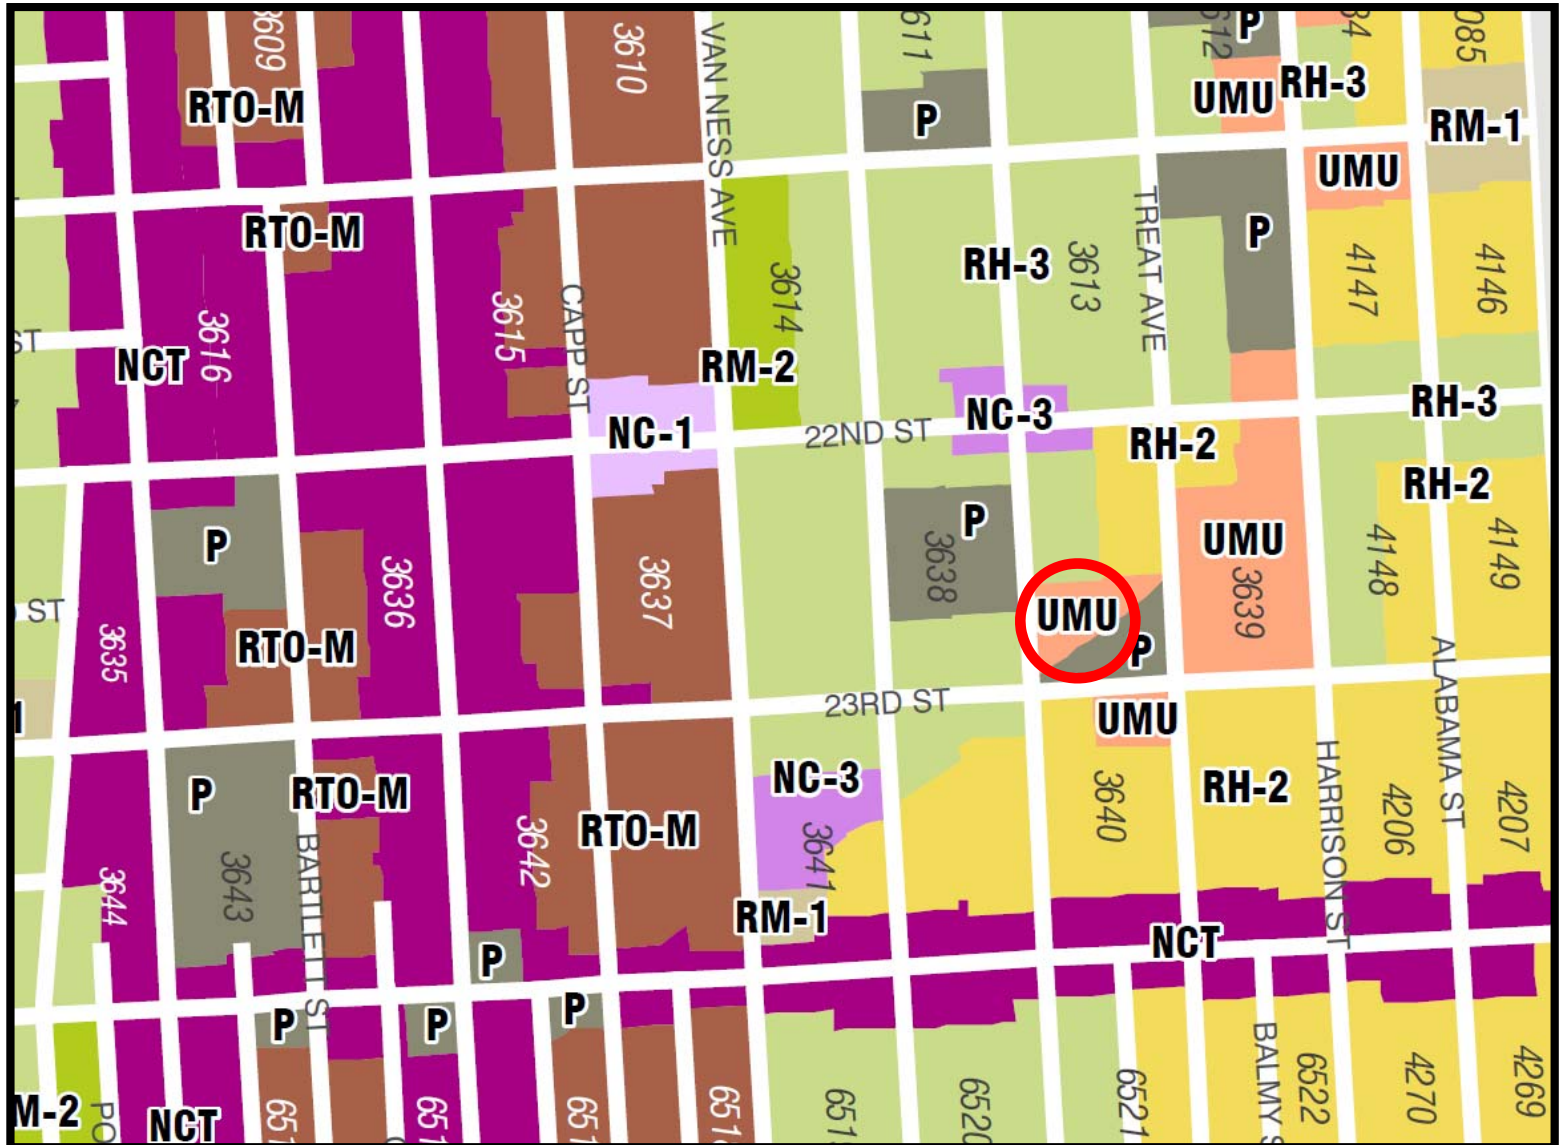 3609
RTO-M
3610
VAN NESS AVE
P
P
UMU
RH-3
RM-1
UMU
RTO-M
P
3616
NCT
3615
CAPP ST
3614
RM-2
RH-3
3613
TREAT AVE
4147
4146
ST
NC-1
22ND ST
NC-3
RH-2
RH-3
RH-2
P
3636
3637
P
3638
UMU
3639
4148
4149
ST
3635
RTO-M
UMU
P
23RD ST
UMU
ALABAMA ST
P
RTO-M
BARTLETT ST
3643
3644
3642
RTO-M
NC-3
3641
RM-1
3640
RH-2
HARRISON ST
4206
4207
NCT
P
P
P
P
BALMY
M-2
NCT
6520
6521
6522
4270
4269